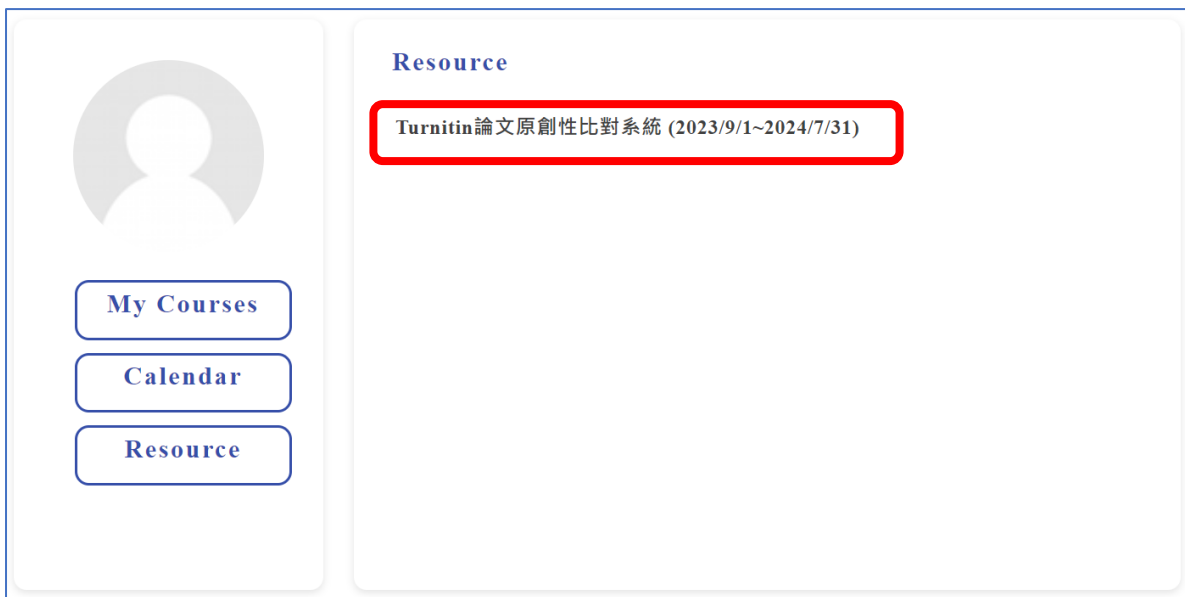 My Courses
Calendar
Resource
Resource
Turnitin論文原創性比對系統 (2023/9/1~2024/7/31)